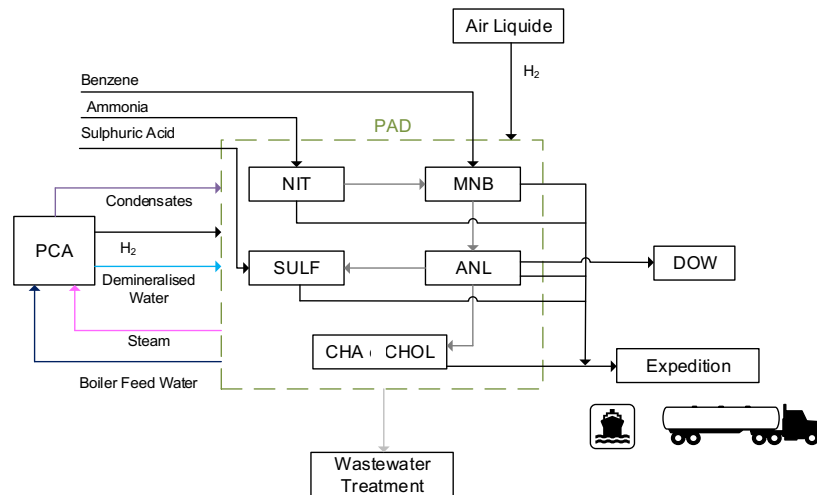 Air Liquide
H₂
Benzene
Ammonia
Sulphuric Acid
PAD
NIT
MNB
Condensates
PCA
H₂
SULF
ANL
DOW
Demineralised
Water
Steam
CHA
CHOL
Expedition
Boiler Feed Water
Wastewater
Treatment